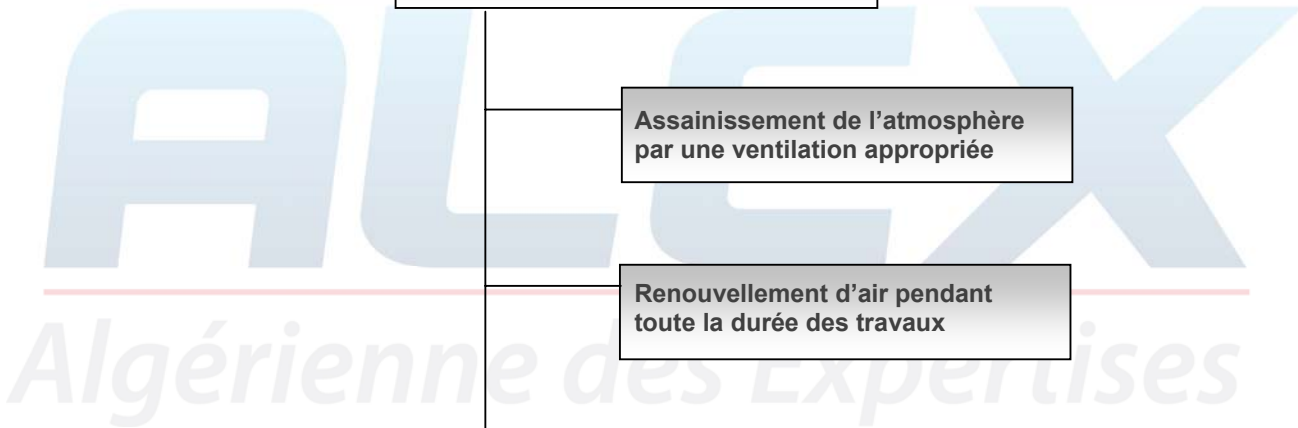 ALEX
Assainissement de l’atmosphère
par une ventilation appropriée
Renouvellement d’air pendant
toute la durée des travaux
Algérienne des Expertises